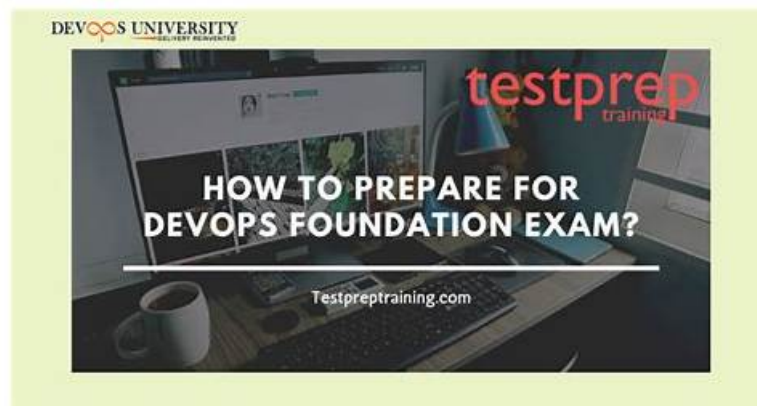 DEVOPS UNIVERSITY
DELIVERY REINVENTED
testprep
training
HOW TO PREPARE FOR
DEVOPS FOUNDATION EXAM?
Testpreptraining.com